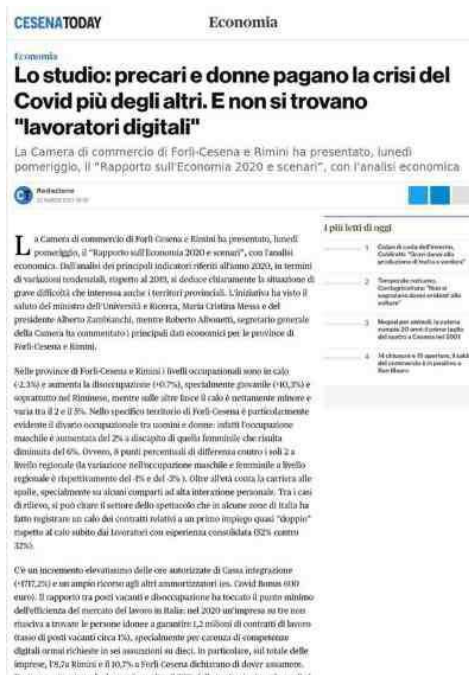 CESENATODAY
Economia
Economia
Lo studio: precari e donne pagano la crisi del
Covid più degli altri. E non si trovano
"lavoratori digitali"
La Camera di commercio di Forlì-Cesena e Rimini ha presentato, lunedì
pomeriggio, il "Rapporto sull'Economia 2020 e scenari", con l'analisi economica
Redazione
I più letti di oggi
La Camera di commercio di Forlì-Cesena e Rimini ha presentato, lunedì
pomeriggio, il "Rapporto sull'Economia 2020 e scenari", con l'analisi
economica. Dall'analisi dei principali indicatori riferiti all'anno 2020, in termini
di variazioni tendenziali, rispetto al 2019, si deduce chiaramente la situazione di
grave difficoltà che interessa anche i territori provinciali. L'iniziativa ha visto il
saluto del ministro dell'Università e Ricerca, Maria Cristina Messa e del
presidente Alberto Zambianchi, mentre Roberto Albonetti, segretario generale
della Camera ha commentato i principali dati economici per le province di
Forlì-Cesena e Rimini.
Nelle province di Forlì-Cesena e Rimini i livelli occupazionali sono in calo
(-2,3%) e aumenta la disoccupazione (+0,7%), specialmente giovanile (+10,3%) e
soprattutto nel Riminese, mentre sulle altre fasce il calo è nettamente minore e
varia tra il 2 e il 5%. Nello specifico territorio di Forlì-Cesena è particolarmente
evidente il divario occupazionale tra uomini e donne: infatti l'occupazione
maschile è aumentata del 2% a discapito di quella femminile che risulta
diminuita del 6%. Ovvero, 8 punti percentuali di differenza contro i soli 2 a
livello regionale (la variazione nell'occupazione maschile e femminile a livello
regionale è rispettivamente del -1% e del -3% ). Oltre all'età conta la carriera alle
spalle, specialmente su alcuni comparti ad alta interazione personale. Tra i casi
di rilievo, si può citare il settore dello spettacolo che in alcune zone di Italia ha
fatto registrare un calo dei contratti relativi a un primo impiego quasi "doppio"
rispetto al calo subito dai lavoratori con esperienza consolidata (52% contro
32%).
C'è un incremento elevatissimo delle ore autorizzate di Cassa integrazione
(+1717,2%) e un ampio ricorso agli altri ammortizzatori (es. Covid Bonus 600
euro). Il rapporto tra posti vacanti e disoccupazione ha toccato il punto minimo
dell'efficienza del mercato del lavoro in Italia: nel 2020 un'impresa su tre non
riusciva a trovare le persone idonee a garantire 1,2 milioni di contratti di lavoro
(tasso di posti vacanti circa 1%), specialmente per carenza di competenze
digitali ormai richieste in sei assunzioni su dieci. In particolare, sul totale delle
imprese, l'8,7a Rimini e il 10,7% a Forlì Cesena dichiarano di dover assumere.